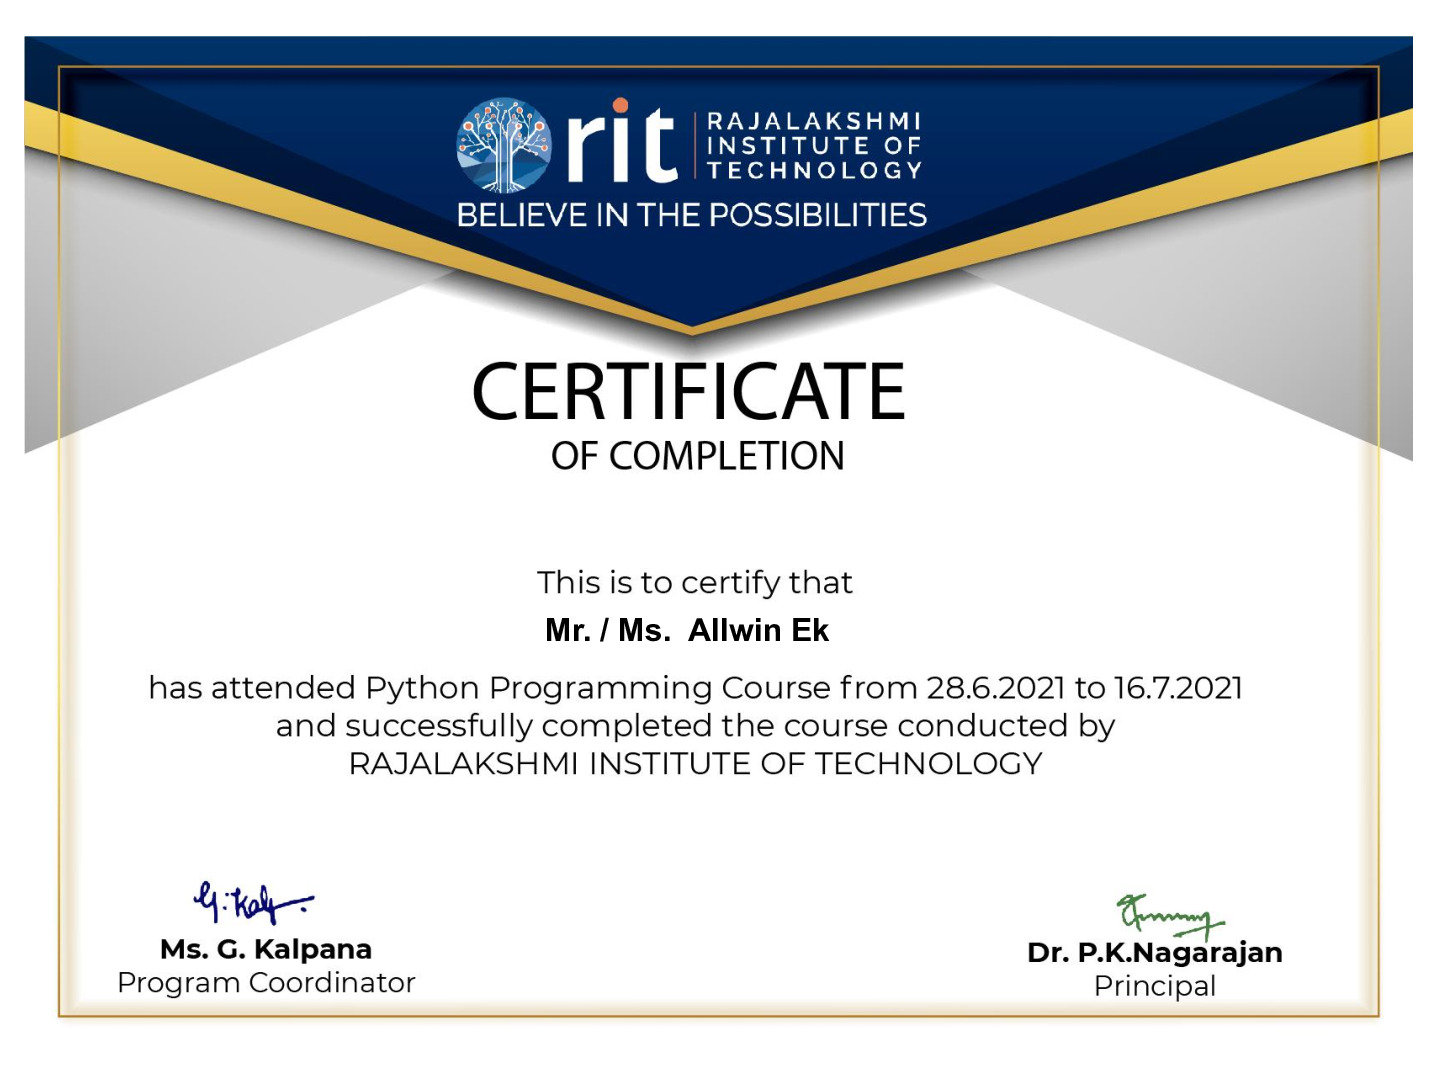 rit
RAJALAKSHMI
INSTITUTE OF
TECHNOLOGY
BELIEVE IN THE POSSIBILITIES
CERTIFICATE
OF COMPLETION
This is to certify that
Mr. / Ms. Allwin Ek
has attended Python Programming Course from 28.6.2021 to 16.7.2021
and successfully completed the course conducted by
RAJALAKSHMI INSTITUTE OF TECHNOLOGY
Ms. G. Kalpana
Program Coordinator
Dr. P.K.Nagarajan
Principal